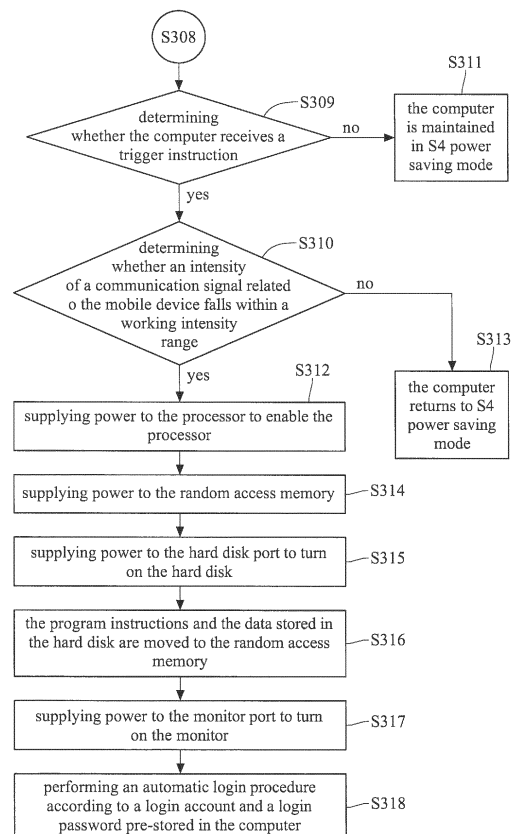 S308
S309
determining
whether the computer receives a
trigger instruction
no
S311
the computer
is maintained
in S4 power
saving mode
yes
S310
determining
whether an intensity
of a communication signal related
o the mobile device falls within a
working intensity
range
no
S313
the computer
returns to S4
power saving
mode
yes
S312
supplying power to the processor to enable the
processor
supplying power to the random access memory
S314
supplying power to the hard disk port to turn
on the hard disk
S315
the program instructions and the data stored in
the hard disk are moved to the random access
memory
S316
supplying power to the monitor port to turn
on the monitor
S317
performing an automatic login procedure
according to a login account and a login
password pre-stored in the computer
S318